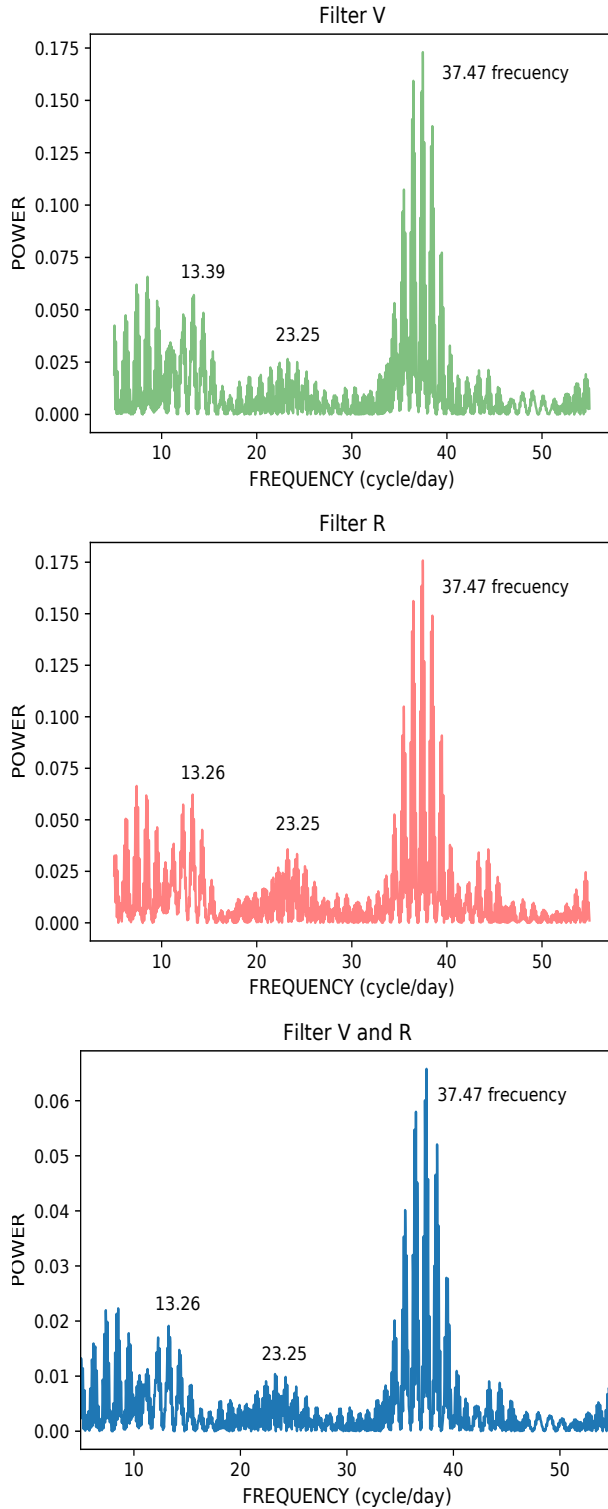 Filter V
0.175
0.150
0.125
0.100
0.075
0.050
0.025
0.000
POWER
37.47 frecuency
13.39
23.25
10 20 30 40 50
FREQUENCY (cycle/day)
Filter R
0.175
0.150
0.125
0.100
0.075
0.050
0.025
0.000
POWER
37.47 frecuency
13.26
23.25
10 20 30 40 50
FREQUENCY (cycle/day)
Filter V and R
0.06
0.05
0.04
0.03
0.02
0.01
0.00
POWER
37.47 frecuency
13.26
23.25
10 20 30 40 50
FREQUENCY (cycle/day)